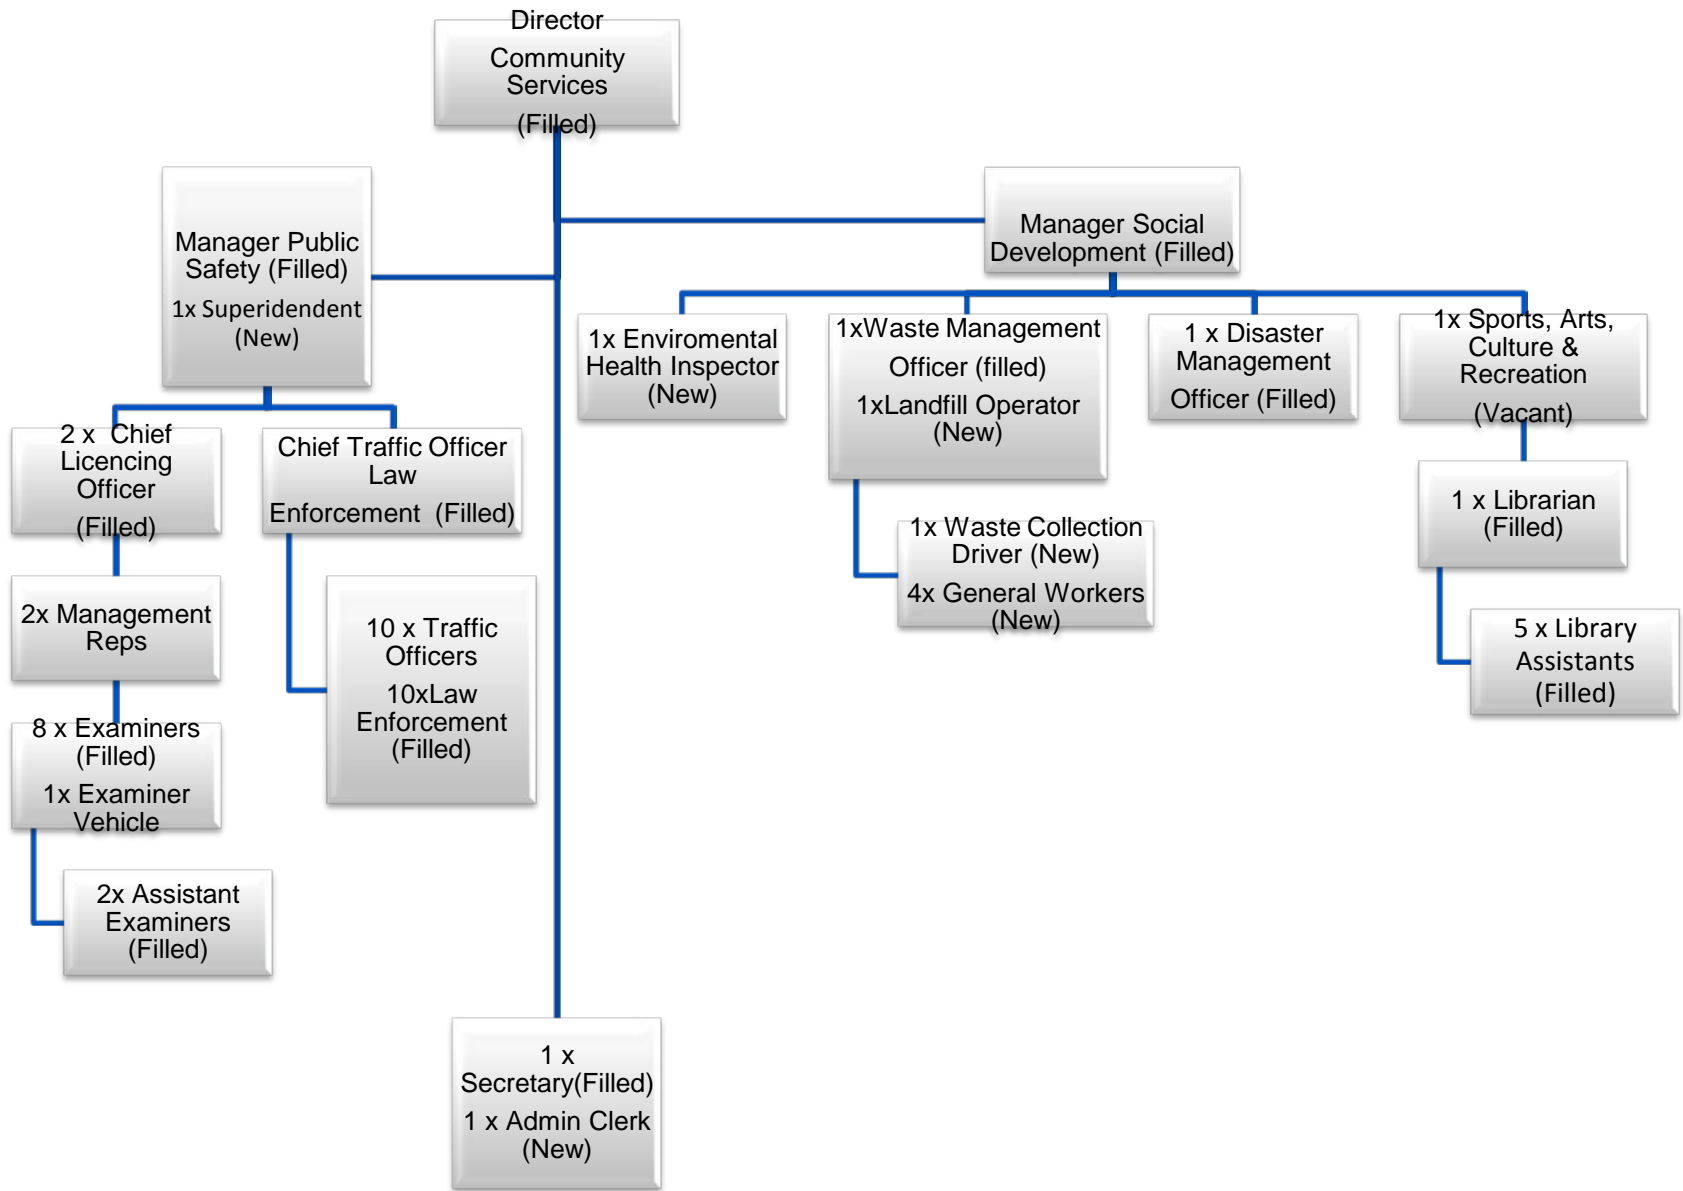 Director
Community
Services
(Filled)
Manager Public
Safety (Filled)
1x Superidendent
(New)
Manager Social
Development (Filled)
1x Enviromental
Health Inspector
(New)
1xWaste Management
Officer (filled)
1xLandfill Operator
(New)
1 x Disaster
Management
Officer (Filled)
1x Sports, Arts,
Culture &
Recreation
(Vacant)
2 x Chief
Licencing
Officer
(Filled)
Chief Traffic Officer
Law
Enforcement (Filled)
1x Waste Collection
Driver (New)
4x General Workers
(New)
1 x Librarian
(Filled)
2x Management
Reps
10 x Traffic
Officers
10xLaw
Enforcement
(Filled)
5 x Library
Assistants
(Filled)
8 x Examiners
(Filled)
1x Examiner
Vehicle
2x Assistant
Examiners
(Filled)
1 x
Secretary(Filled)
1 x Admin Clerk
(New)